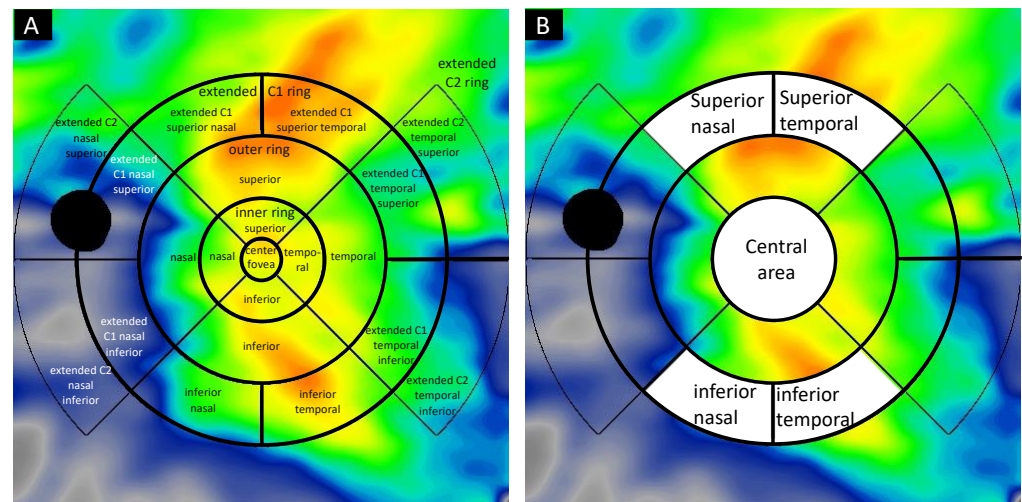 A
extended C1 ring
extended
C2 ring
extended C1
superior nasal
extended C1
superior temporal
extended C2
nasal
superior
extended
C1 nasal
superior
outer ring
superior
extended C2
temporal
superior
extended C1
temporal
superior
inner ring
superior
nasal
nasal
center
fovea
tempo-
ral
temporal
inferior
inferior
extended
C1 nasal
inferior
extended C2
nasal
inferior
extended C1
temporal
inferior
extended C2
temporal
inferior
inferior
nasal
inferior
temporal
B
Superior
nasal
Superior
temporal
Central
area
inferior
nasal
inferior
temporal